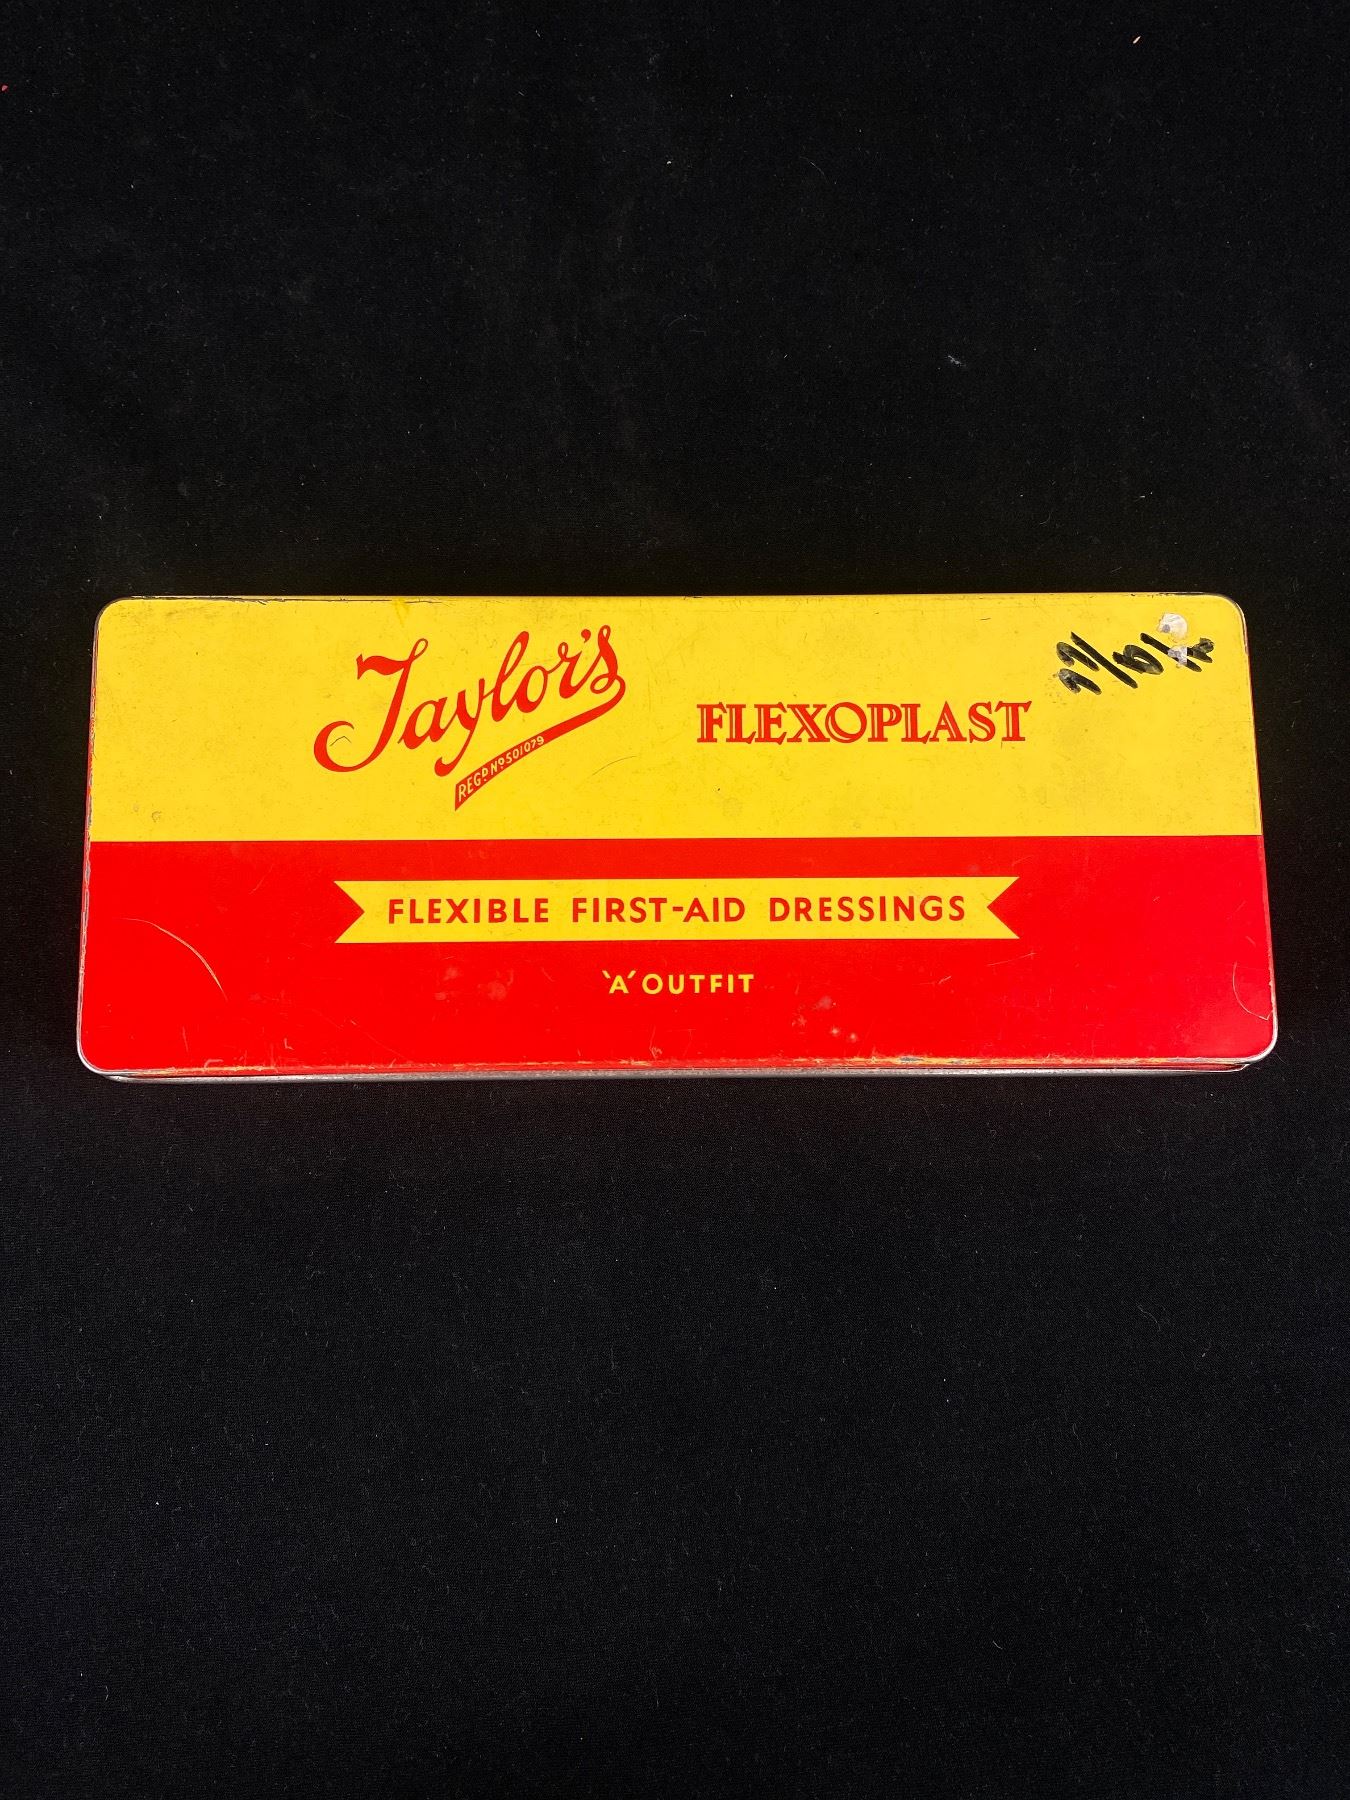 Taylor's
REGD. No. 501079
FLEXOPLAST
FLEXIBLE FIRST-AID DRESSINGS
'A' OUTFIT